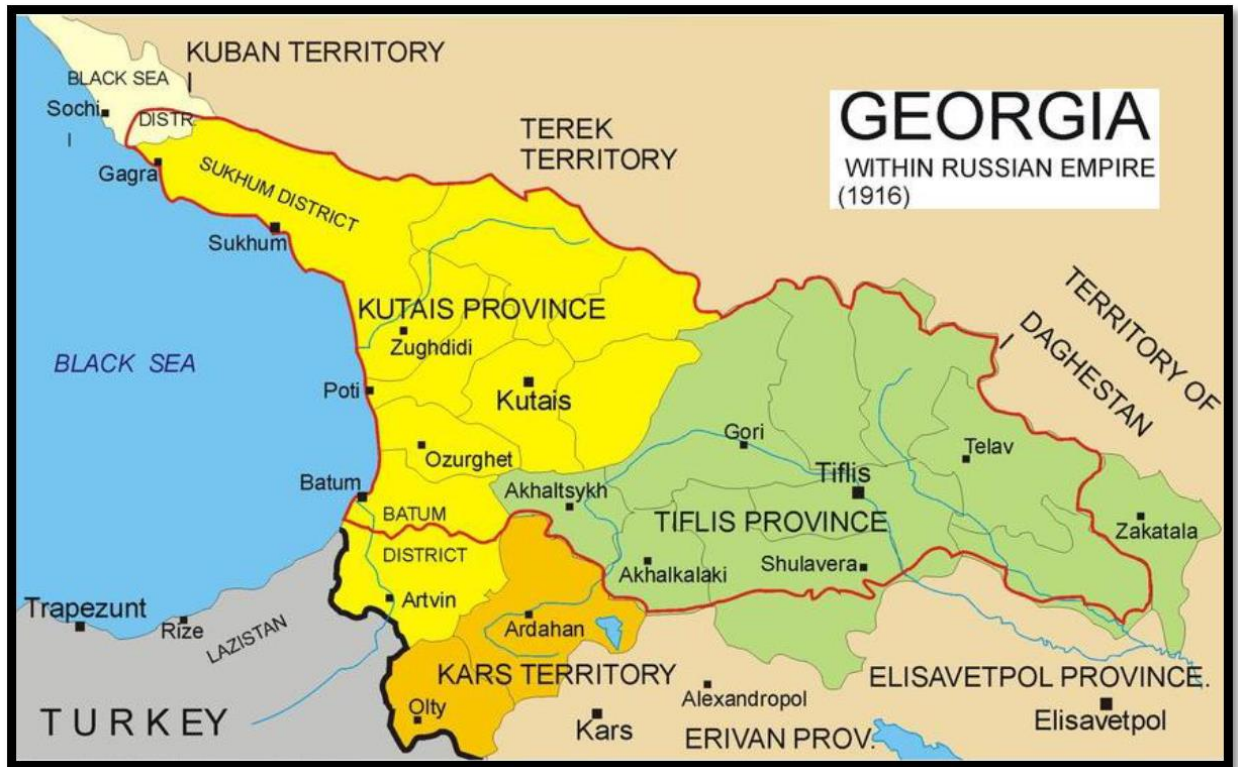 KUBAN TERRITORY
BLACK SEA
Sochi
DISTR.
GEORGIA
WITHIN RUSSIAN EMPIRE
(1916)
TEREK
TERRITORY
Gagra
SUKHUM DISTRICT
Sukhum
KUTAIS PROVINCE
Zughdidi
TERRITORY OF
DAGHESTAN
BLACK SEA
Poti
Kutais
Gori
Telav
Ozurghet
Tiflis
Batum
Akhaltsykh
BATUM
TIFLIS PROVINCE
Zakatala
DISTRICT
Akhalkalaki
Shulavera
Artvin
Trapezunt
Rize
LAZISTAN
Ardahan
KARS TERRITORY
ELISAVETPOL PROVINCE.
Alexandropol
Olty
TURKEY
Kars
Elisavetpol
ERIVAN PROV.